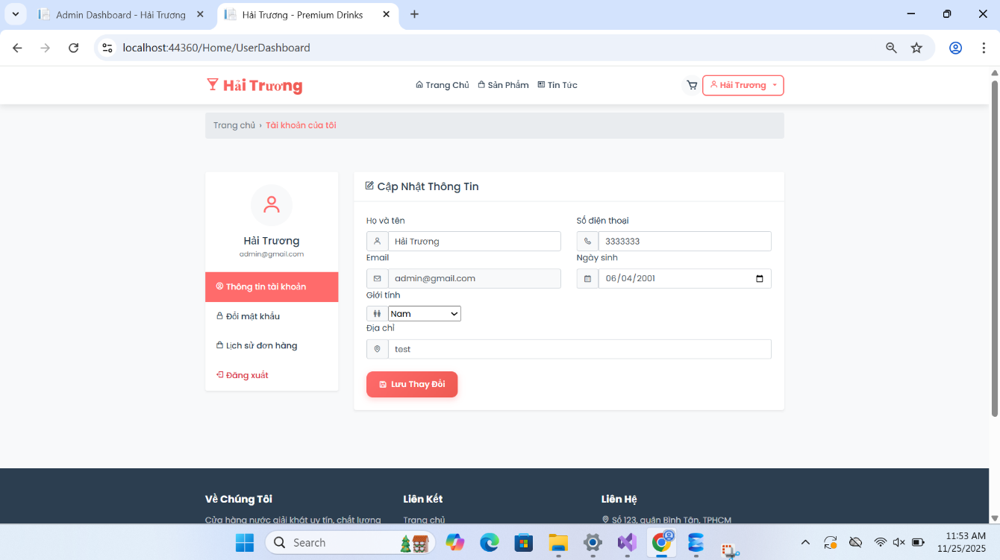 Admin Dashboard - Hải Trương
Hải Trương - Premium Drinks
localhost:44360/Home/UserDashboard
Hải Trương
Trang Chủ
Sản Phẩm
Tin Tức
Hải Trương
Trang chủ › Tài khoản của tôi
Hải Trương
admin@gmail.com
Thông tin tài khoản
Đổi mật khẩu
Lịch sử đơn hàng
Đăng xuất
Cập Nhật Thông Tin
Họ và tên
Hải Trương
Số điện thoại
3333333
Email
admin@gmail.com
Ngày sinh
06/04/2001
Giới tính
Nam
Địa chỉ
test
Lưu Thay Đổi
Về Chúng Tôi
Cửa hàng nước giải khát uy tín, chất lượng
Liên Kết
Trang chủ
Liên Hệ
Số 123, quận Bình Tân, TPHCM
Search
11:53 AM
11/25/2025